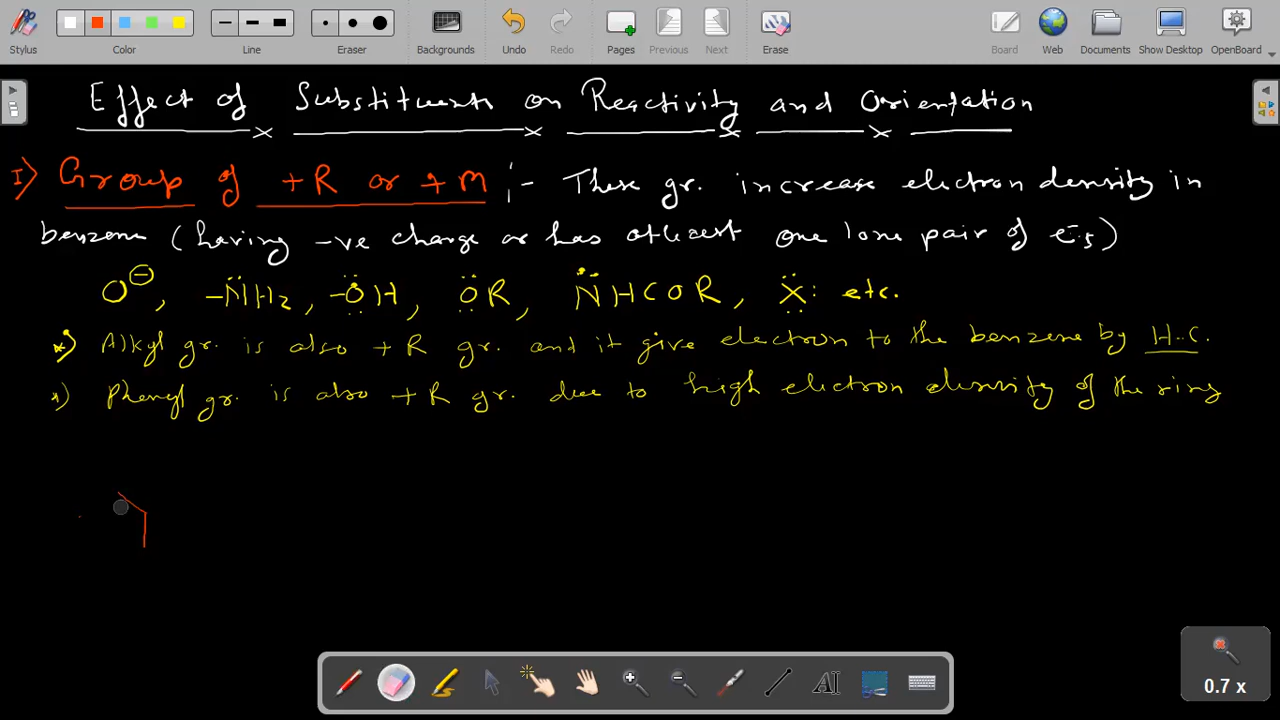 Stylus Color Line Eraser Backgrounds Undo Redo Pages Previous Next Erase Board Web Documents Show Desktop OpenBoard
Effect of Substituents on Reactivity and Orientation
I) Group of +R or +M :- These gr. increase electron density in
benzene (having -ve charge or has atleast one lone pair of e-s)
O⊖, -N̈H2, -ÖH, ÖR, N̈HCOR, Ẍ: etc.
*) Alkyl gr. is also +R gr. and it give electron to the benzene by H.C.
*) Phenyl gr. is also +R gr. due to high electron density of the ring
0.7 x